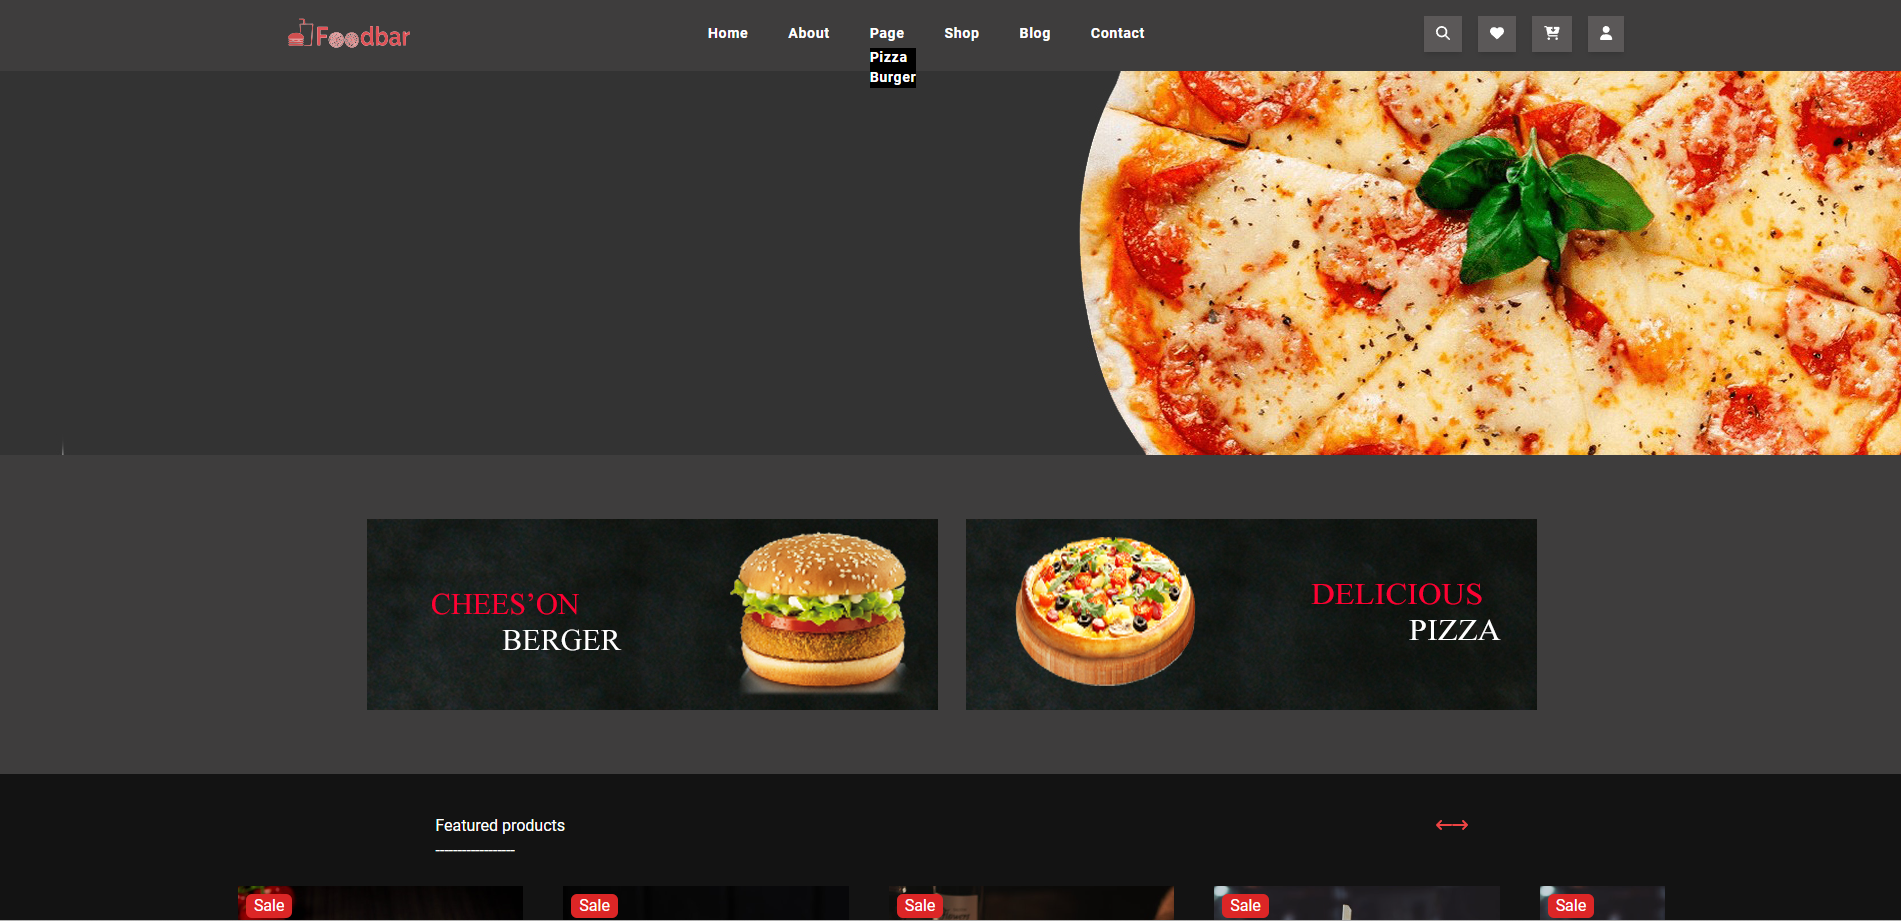 Foodbar
Home About Page Shop Blog Contact
Pizza
Burger
CHEES’ON
BERGER
DELICIOUS
PIZZA
Featured products
------------------
Sale Sale Sale Sale Sale